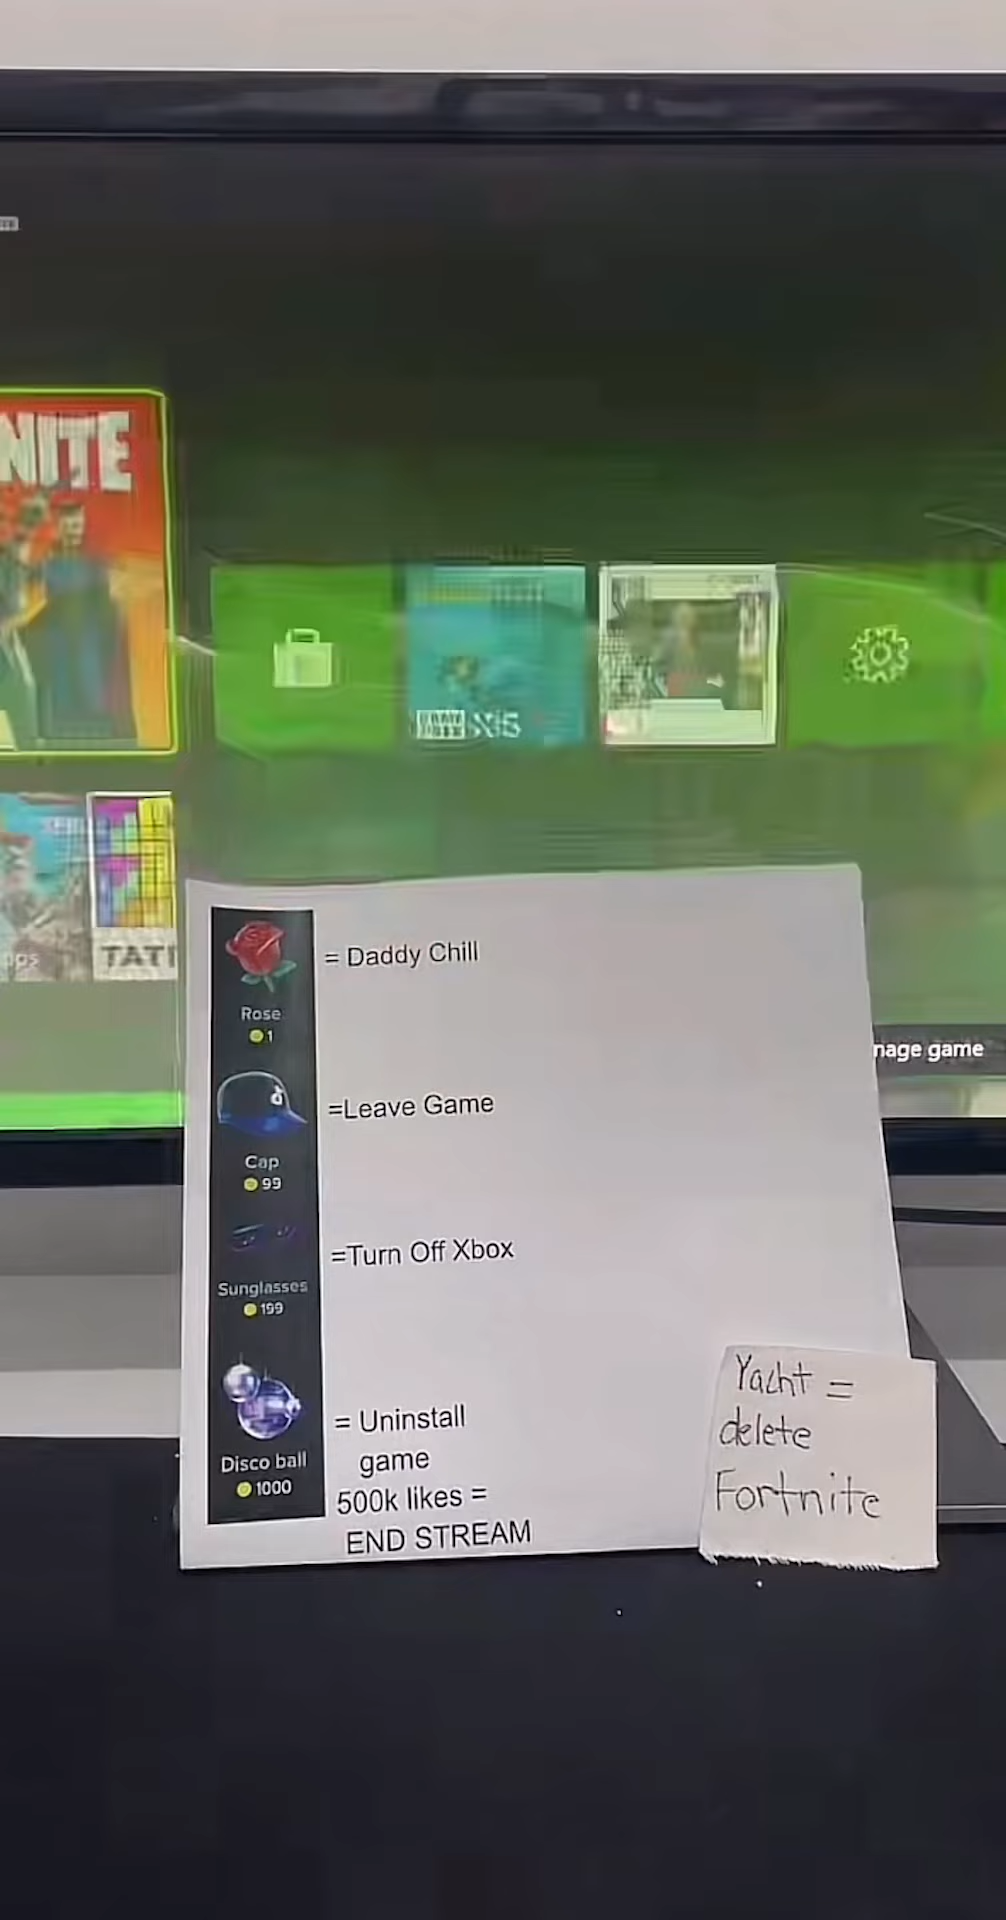 NITE
TATI
nage game
= Daddy Chill
Rose
1
=Leave Game
Cap
99
=Turn Off Xbox
Sunglasses
199
= Uninstall
game
Disco ball
1000
500k likes =
END STREAM
Yacht =
delete
Fortnite